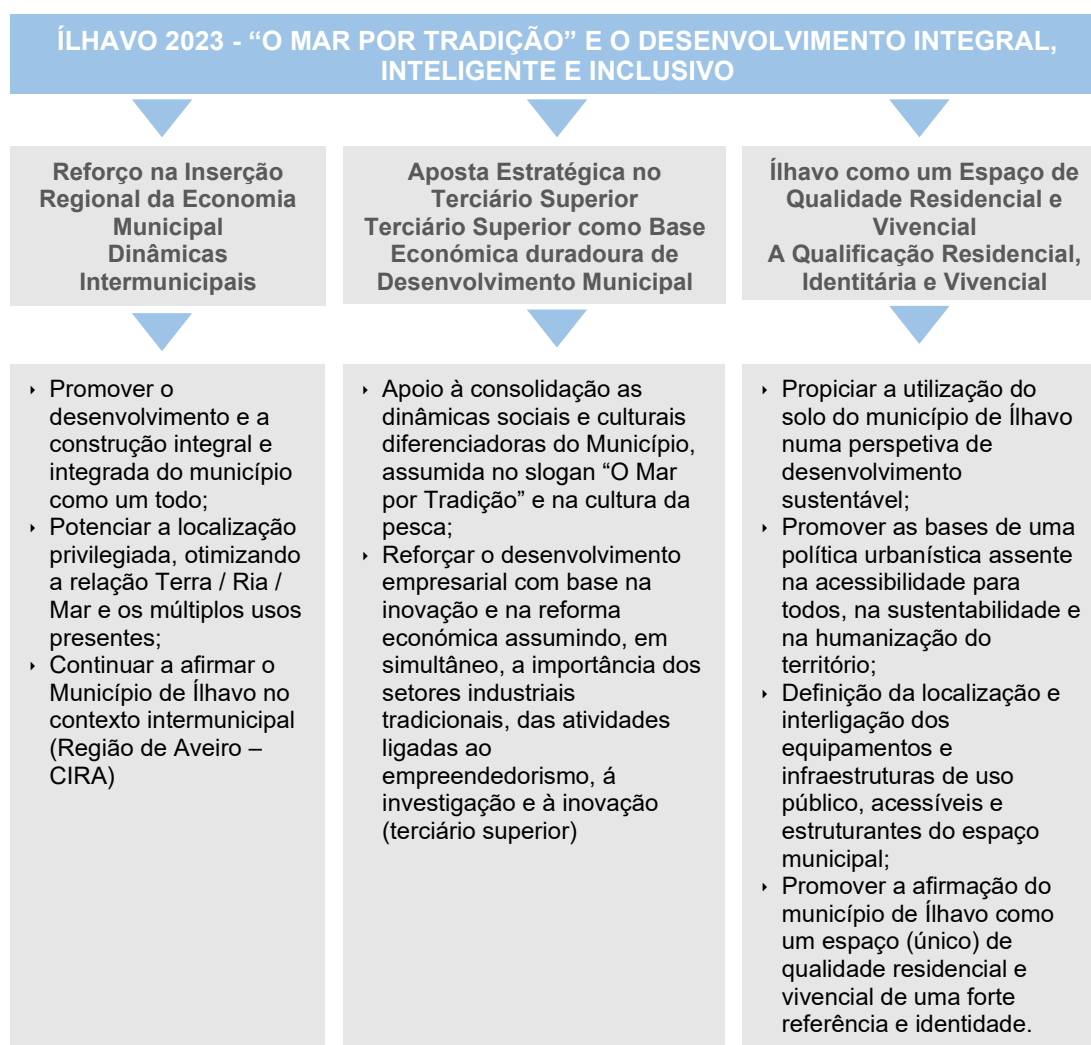 ÍLHAVO 2023 - “O MAR POR TRADIÇÃO” E O DESENVOLVIMENTO INTEGRAL,
INTELIGENTE E INCLUSIVO
Reforço na Inserção
Regional da Economia
Municipal
Dinâmicas
Intermunicipais
Aposta Estratégica no
Terciário Superior
Terciário Superior como Base
Económica duradoura de
Desenvolvimento Municipal
Ílhavo como um Espaço de
Qualidade Residencial e
Vivencial
A Qualificação Residencial,
Identitária e Vivencial
‣ Promover o
desenvolvimento e a
construção integral e
integrada do município
como um todo;
‣ Potenciar a localização
privilegiada, otimizando
a relação Terra / Ria /
Mar e os múltiplos usos
presentes;
‣ Continuar a afirmar o
Município de Ílhavo no
contexto intermunicipal
(Região de Aveiro –
CIRA)
‣ Apoio à consolidação as
dinâmicas sociais e culturais
diferenciadoras do Município,
assumida no slogan “O Mar
por Tradição” e na cultura da
pesca;
‣ Reforçar o desenvolvimento
empresarial com base na
inovação e na reforma
económica assumindo, em
simultâneo, a importância dos
setores industriais
tradicionais, das atividades
ligadas ao
empreendedorismo, á
investigação e à inovação
(terciário superior)
‣ Propiciar a utilização do
solo do município de Ílhavo
numa perspetiva de
desenvolvimento
sustentável;
‣ Promover as bases de uma
política urbanística assente
na acessibilidade para
todos, na sustentabilidade e
na humanização do
território;
‣ Definição da localização e
interligação dos
equipamentos e
infraestruturas de uso
público, acessíveis e
estruturantes do espaço
municipal;
‣ Promover a afirmação do
município de Ílhavo como
um espaço (único) de
qualidade residencial e
vivencial de uma forte
referência e identidade.